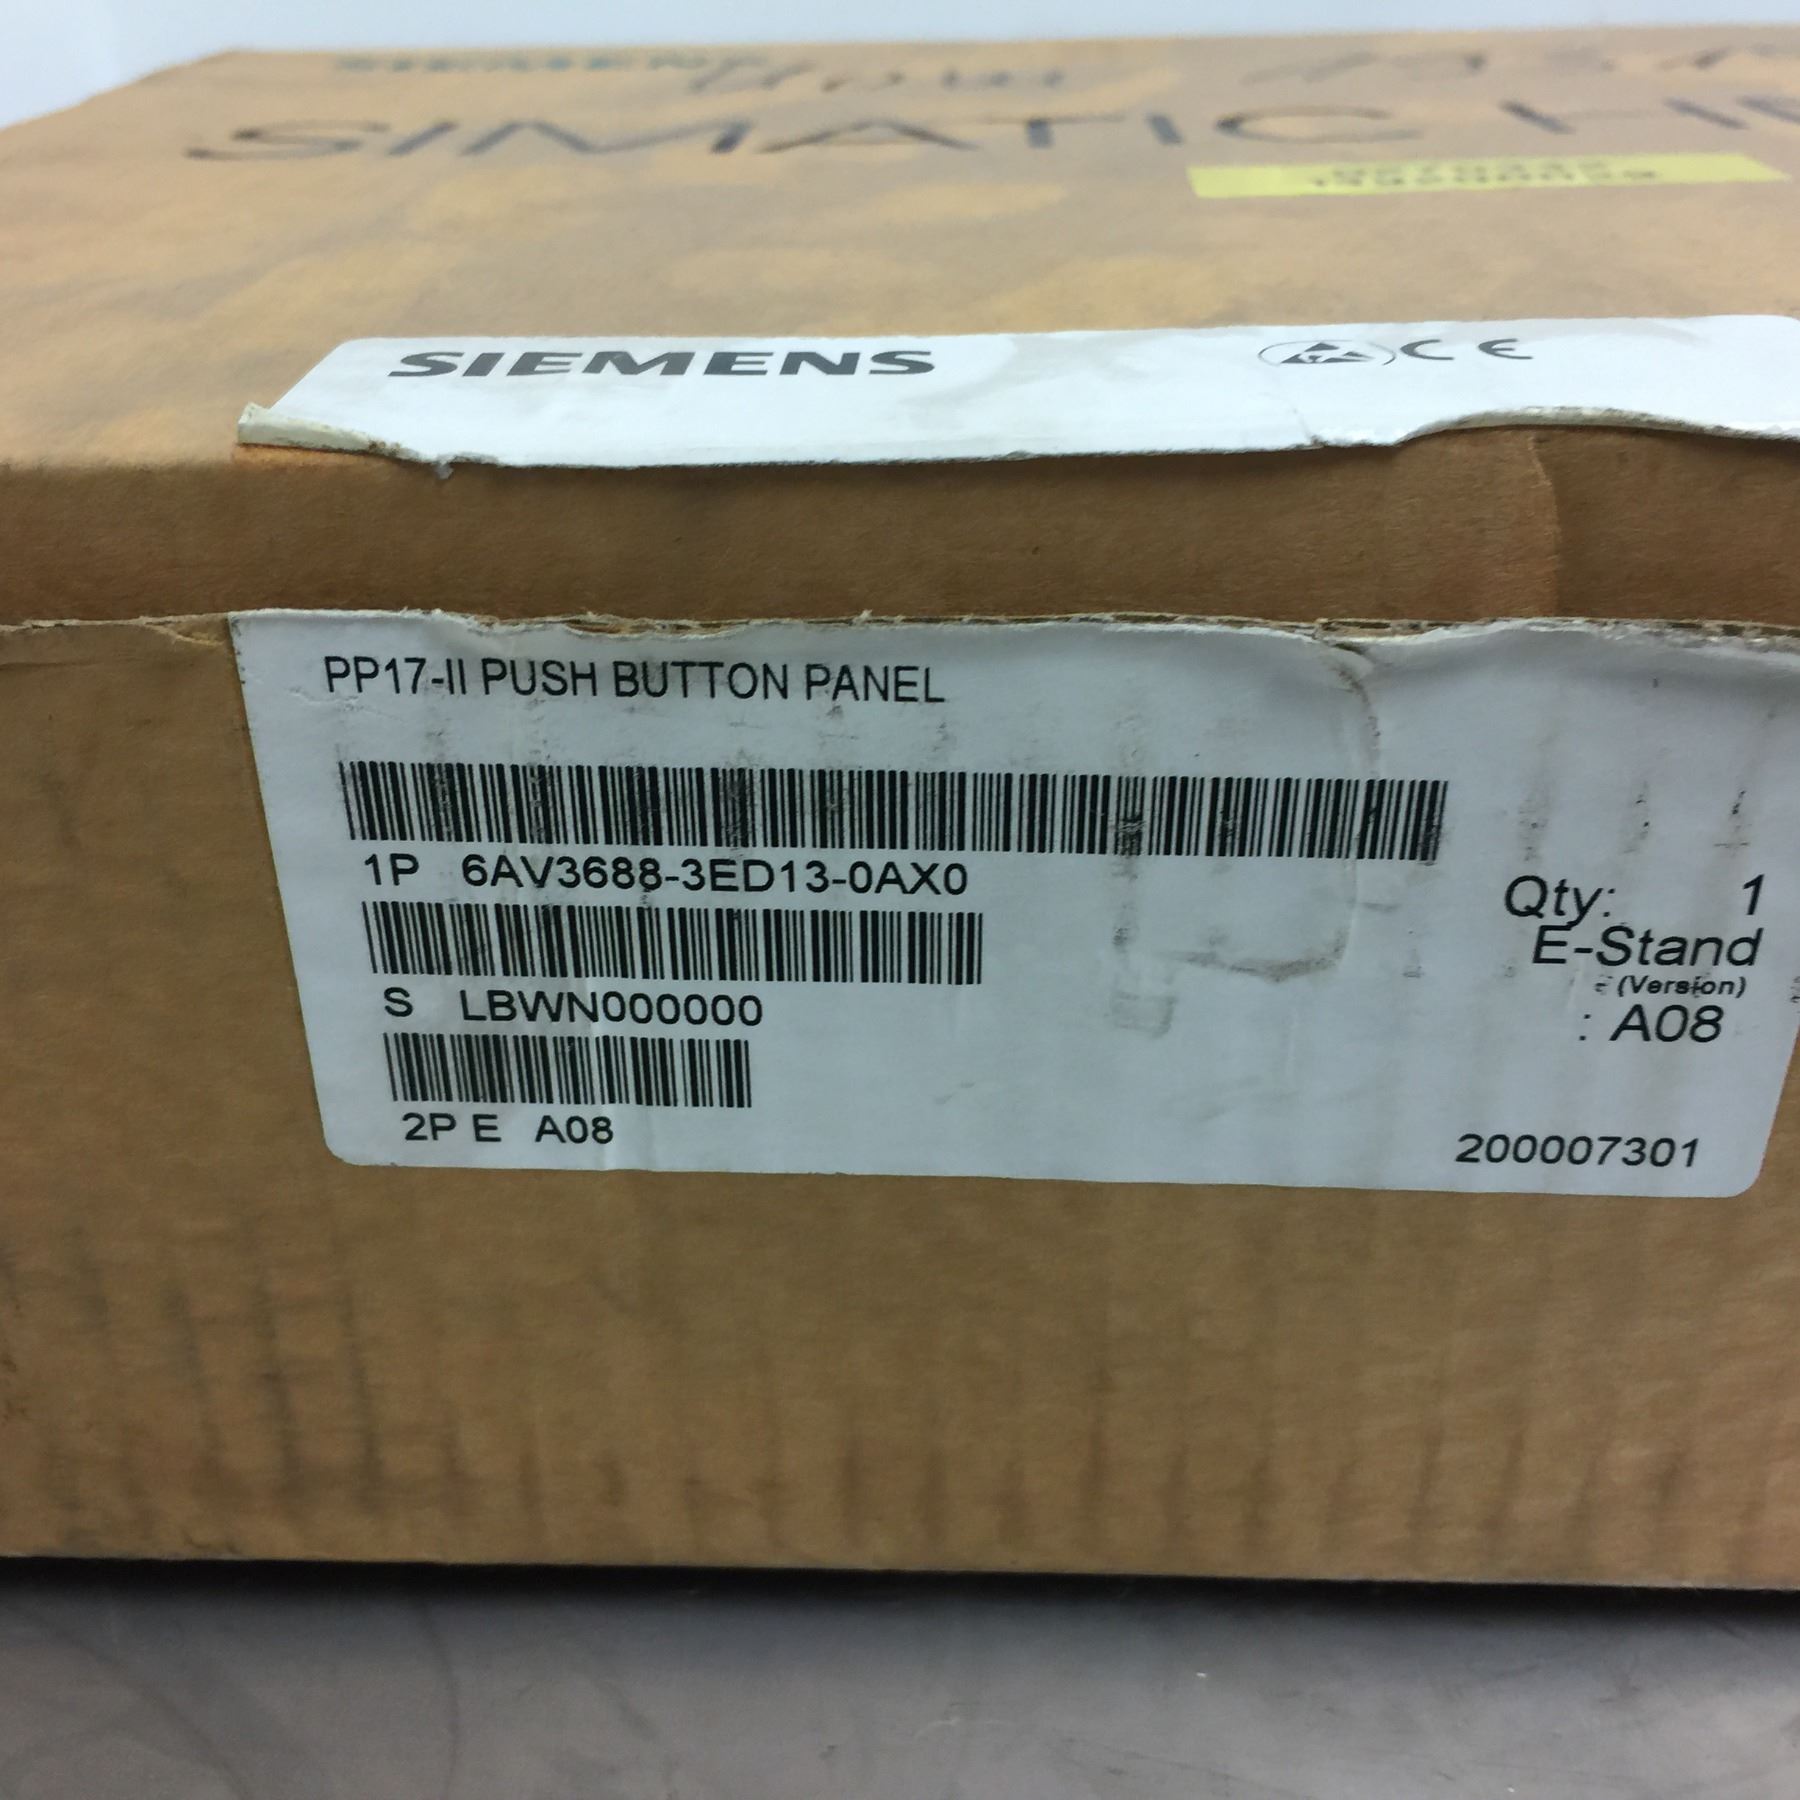 SIMATIC
SIEMENS
CE
PP17-II PUSH BUTTON PANEL
1P 6AV3688-3ED13-0AX0
S LBWN000000
2P E A08
Qty: 1
E-Stand
(Version)
: A08
200007301